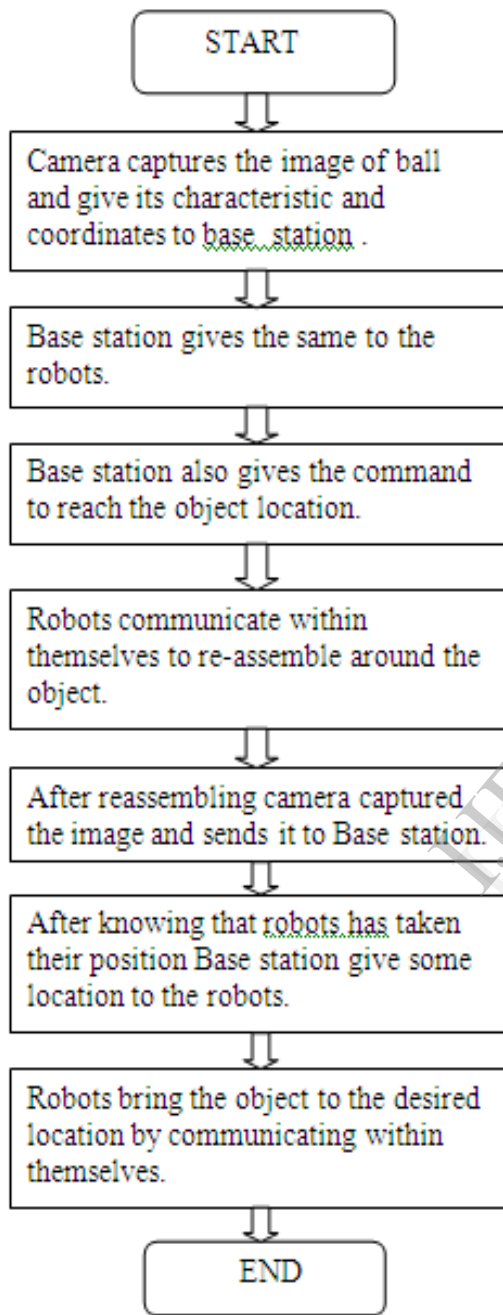 START
Camera captures the image of ball
and give its characteristic and
coordinates to base station .
Base station gives the same to the
robots.
Base station also gives the command
to reach the object location.
Robots communicate within
themselves to re-assemble around the
object.
After reassembling camera captured
the image and sends it to Base station.
After knowing that robots has taken
their position Base station give some
location to the robots.
Robots bring the object to the desired
location by communicating within
themselves.
END